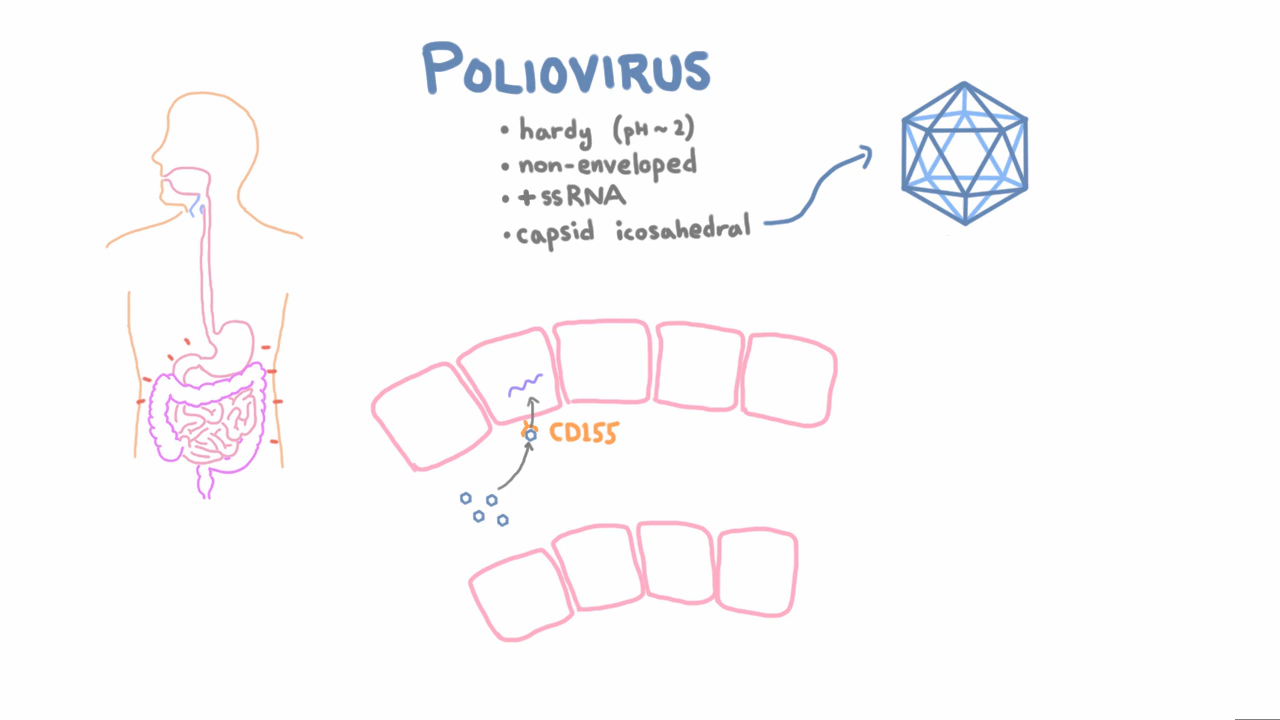 POLIOVIRUS
• hardy (pH ~ 2)
• non-enveloped
• + ssRNA
• capsid icosahedral
CD155